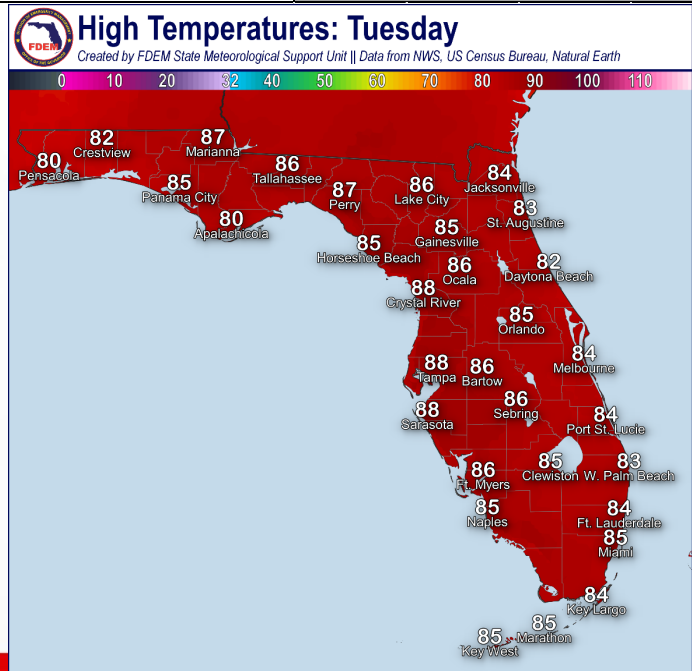 High Temperatures: Tuesday
Created by FDEM State Meteorological Support Unit || Data from NWS, US Census Bureau, Natural Earth
FDEM
0 10 20 32 40 50 60 70 80 90 100 110
82
Crestview
87
Marianna
80
Pensacola
86
Tallahassee
85
Panama City
87
Perry
86
Lake City
84
Jacksonville
80
Apalachicola
83
St. Augustine
85
Gainesville
85
Horseshoe Beach
86
Ocala
82
Daytona Beach
88
Crystal River
85
Orlando
84
Melbourne
88
Tampa
86
Bartow
86
Sebring
88
Sarasota
84
Port St. Lucie
86
Ft. Myers
85
Clewiston
83
W. Palm Beach
85
Naples
84
Ft. Lauderdale
85
Miami
84
Key Largo
85
Marathon
85
Key West